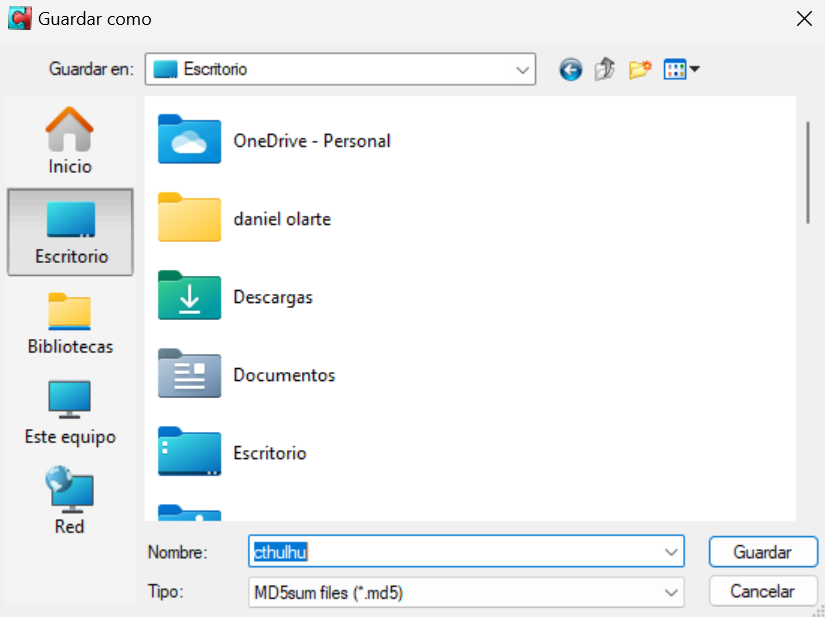 Guardar como
Guardar en:
Escritorio
Inicio
Escritorio
Bibliotecas
Este equipo
Red
OneDrive - Personal
daniel olarte
Descargas
Documentos
Escritorio
Nombre:
cthulhu
Guardar
Tipo:
MD5sum files (*.md5)
Cancelar